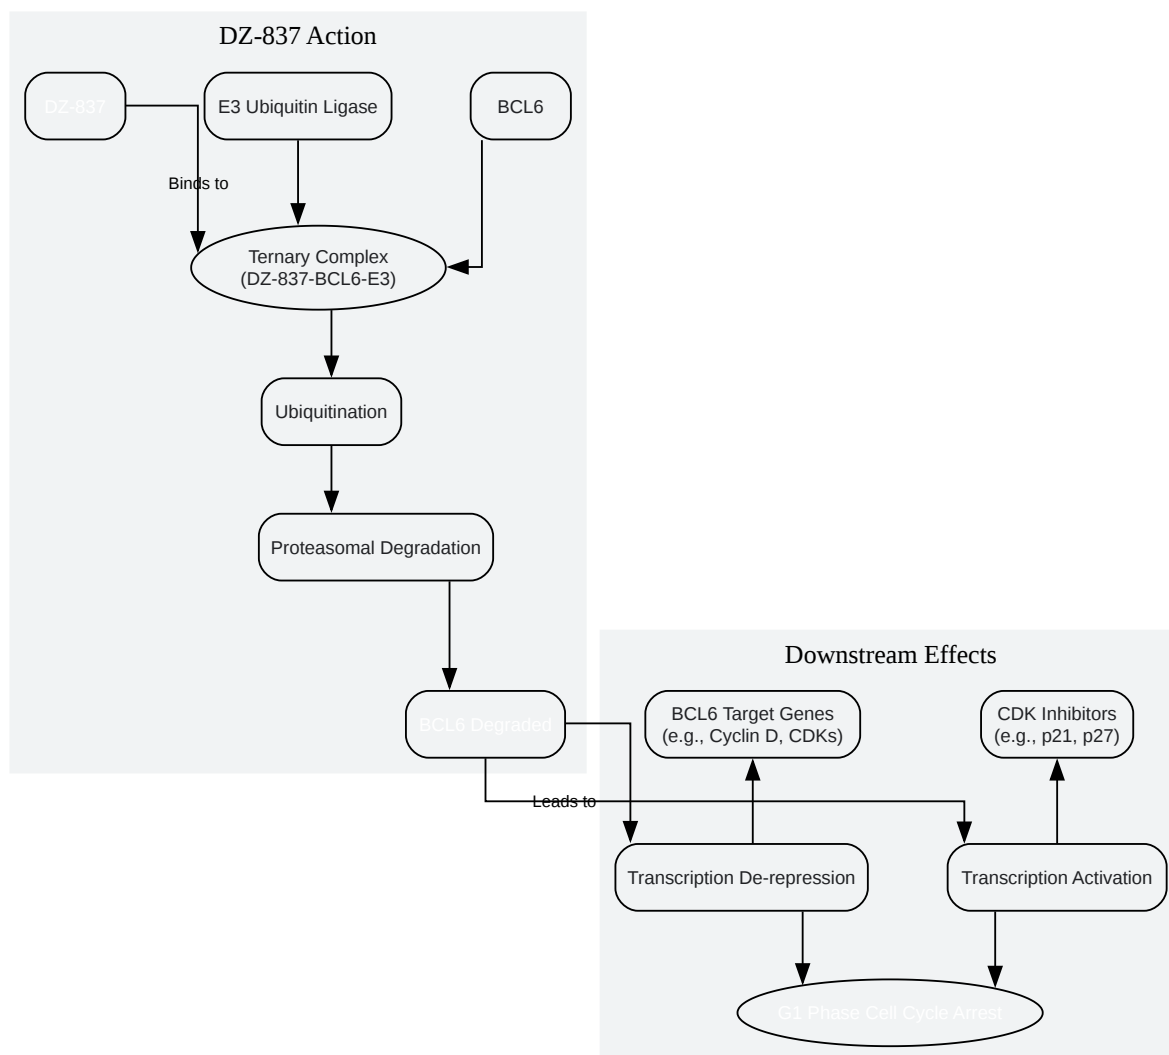 DZ-837 Action
DZ-837
E3 Ubiquitin Ligase
BCL6
Binds to
Ternary Complex
(DZ-837-BCL6-E3)
Ubiquitination
Proteasomal Degradation
BCL6 Degraded
Downstream Effects
BCL6 Target Genes
(e.g., Cyclin D, CDKs)
CDK Inhibitors
(e.g., p21, p27)
Leads to
Transcription De-repression
Transcription Activation
G1 Phase Cell Cycle Arrest